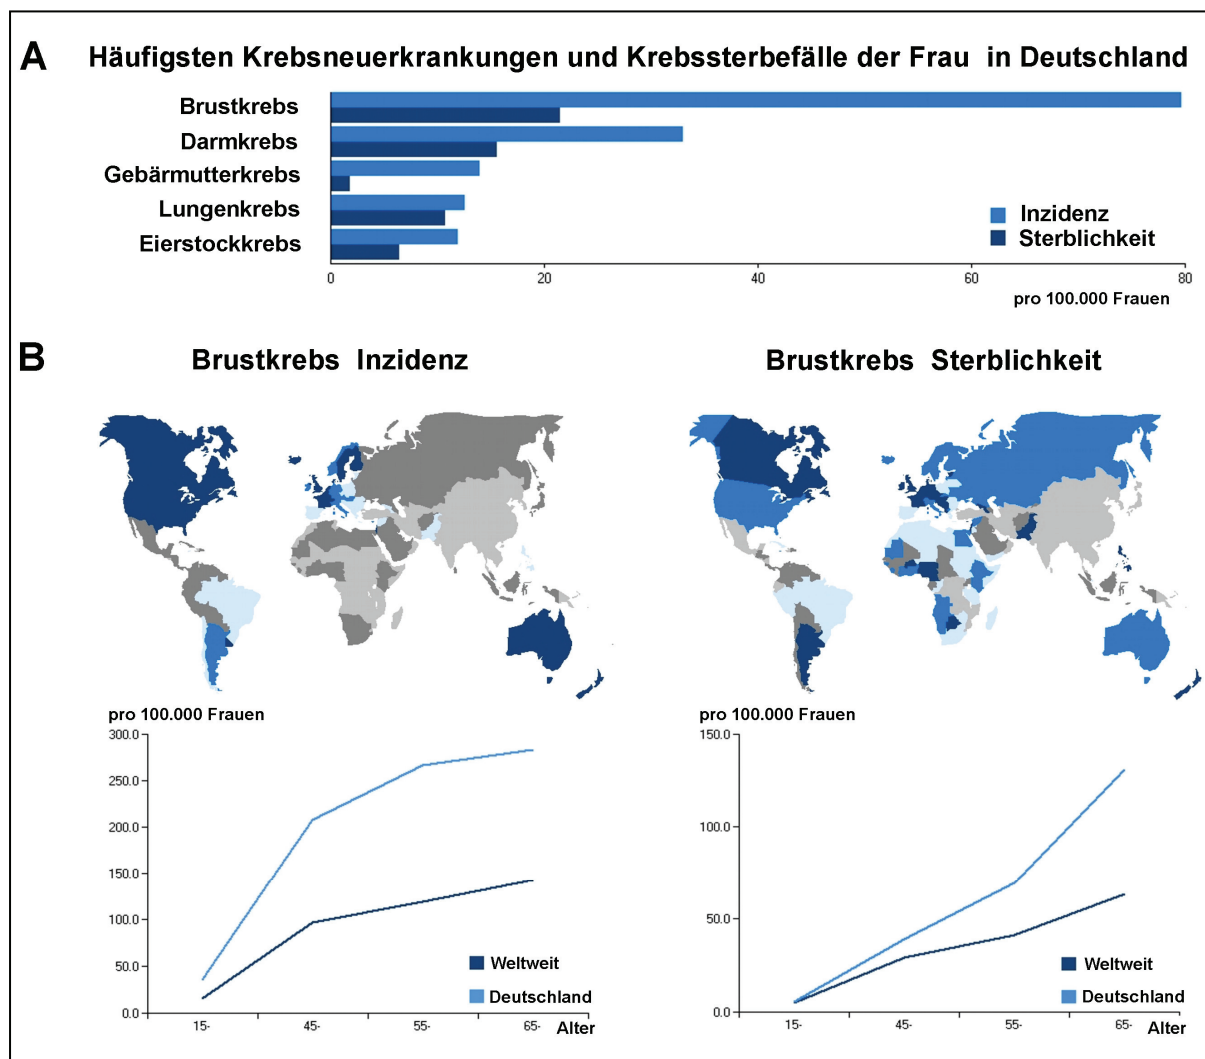 A
Häufigsten Krebsneuerkrankungen und Krebssterbefälle der Frau in Deutschland
Brustkrebs
Darmkrebs
Gebärmutterkrebs
Lungenkrebs
Eierstockkrebs
Inzidenz
Sterblichkeit
0 20 40 60 80
pro 100.000 Frauen
B
Brustkrebs Inzidenz
pro 100.000 Frauen
300.0
250.0
200.0
150.0
100.0
50.0
0.0
Weltweit
Deutschland
15- 45- 55- 65- Alter
Brustkrebs Sterblichkeit
pro 100.000 Frauen
150.0
100.0
50.0
0.0
Weltweit
Deutschland
15- 45- 55- 65- Alter